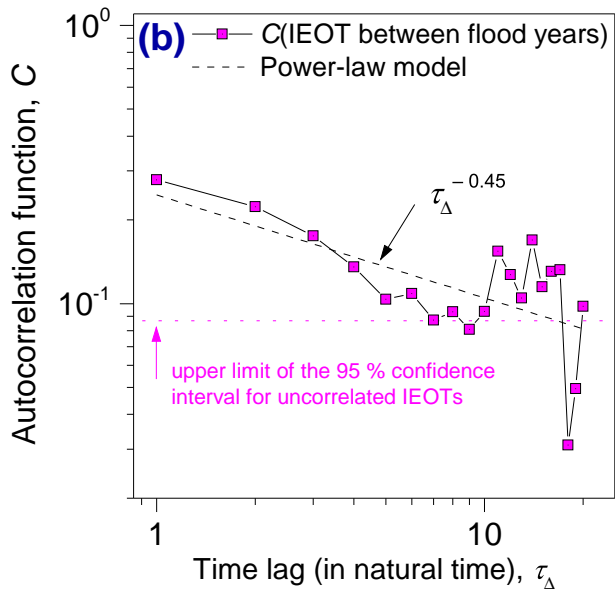 (b)
C(IEOT between flood years)
Power-law model
τΔ − 0.45
upper limit of the 95 % confidence
interval for uncorrelated IEOTs
Autocorrelation function, C
10^0
10^-1
1
10
Time lag (in natural time), τΔ